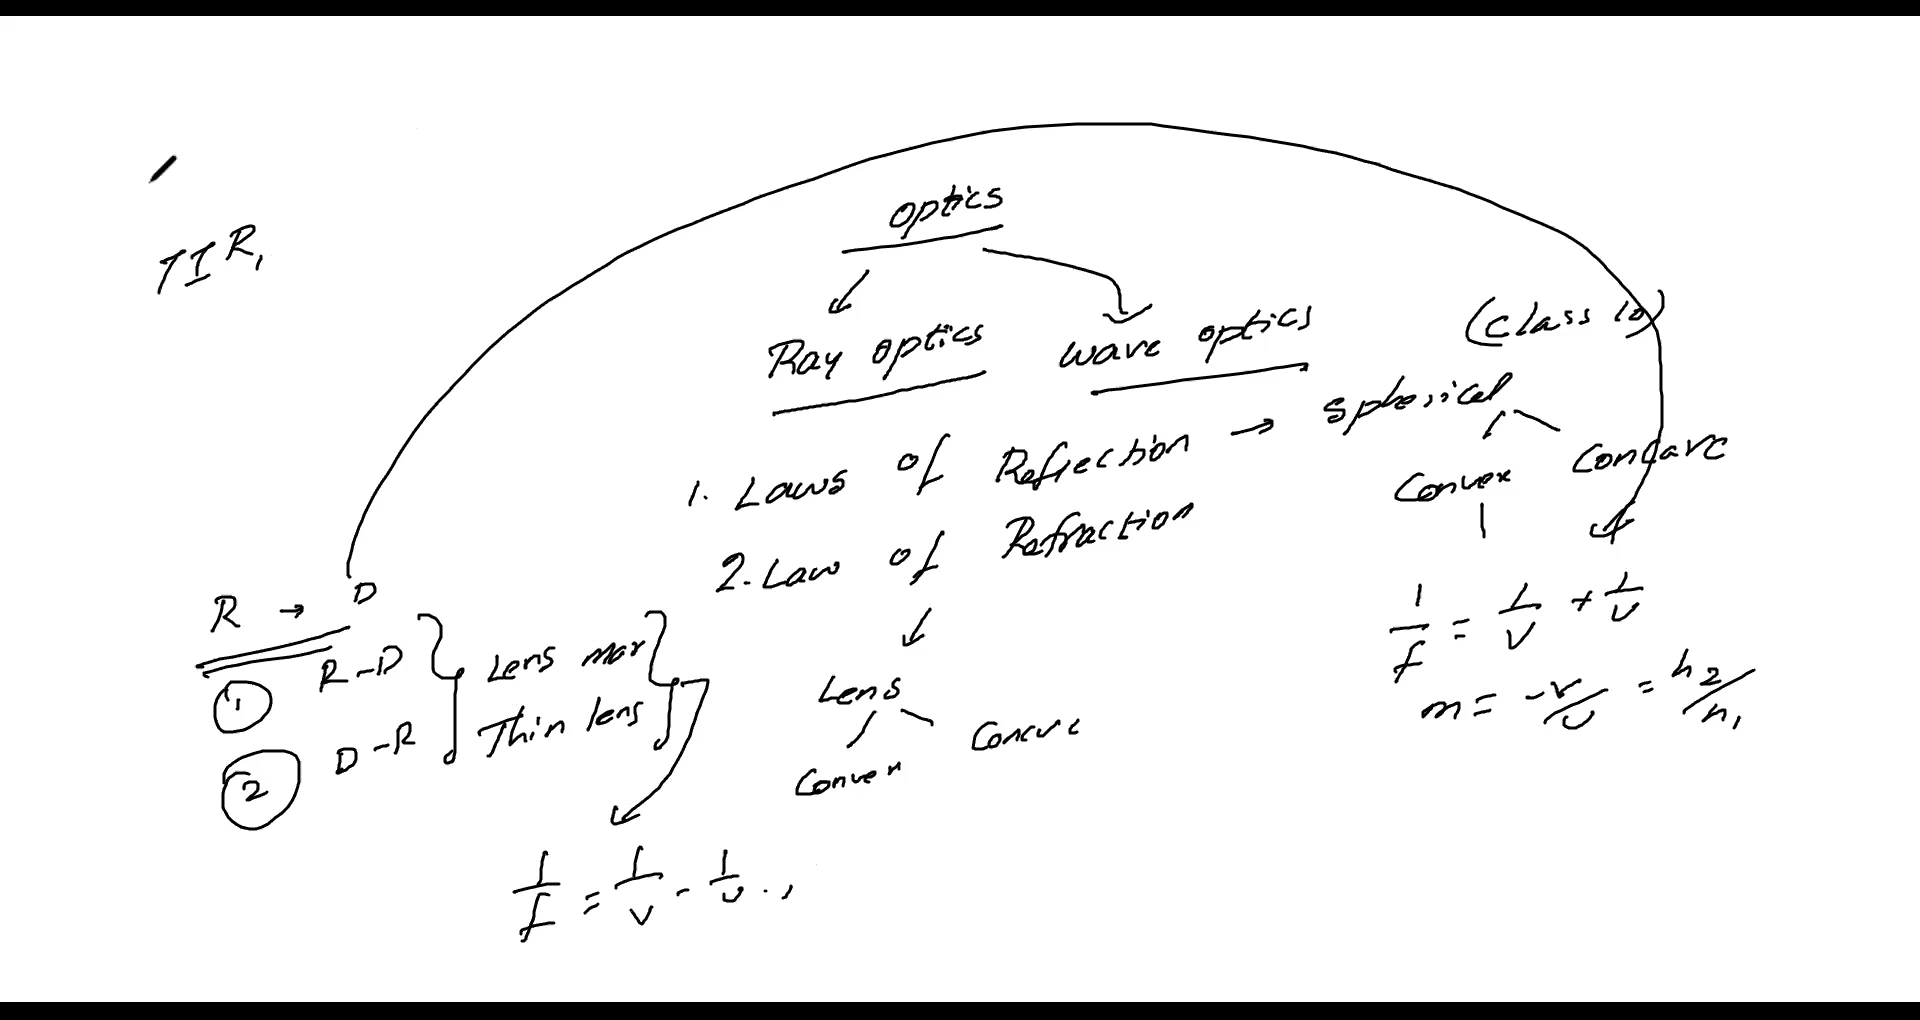 optics
TIR,
Ray optics
wave optics
(class 10)
1. Laws of Reflection → spherical
Convex
Concave
2. Law of Refraction
R → D
1
R-D
Lens mar
Thin lens
2
D-R
Lens
Convex
Concave
1/f = 1/v + 1/u
m = -v/u = h2/h1
1/f = 1/v - 1/u